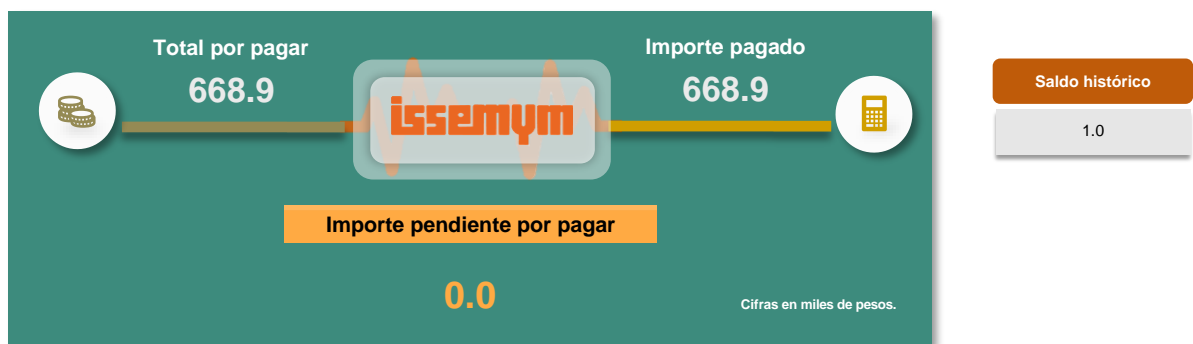 Total por pagar
668.9
issemym
Importe pagado
668.9
Importe pendiente por pagar
0.0
Cifras en miles de pesos.
Saldo histórico
1.0